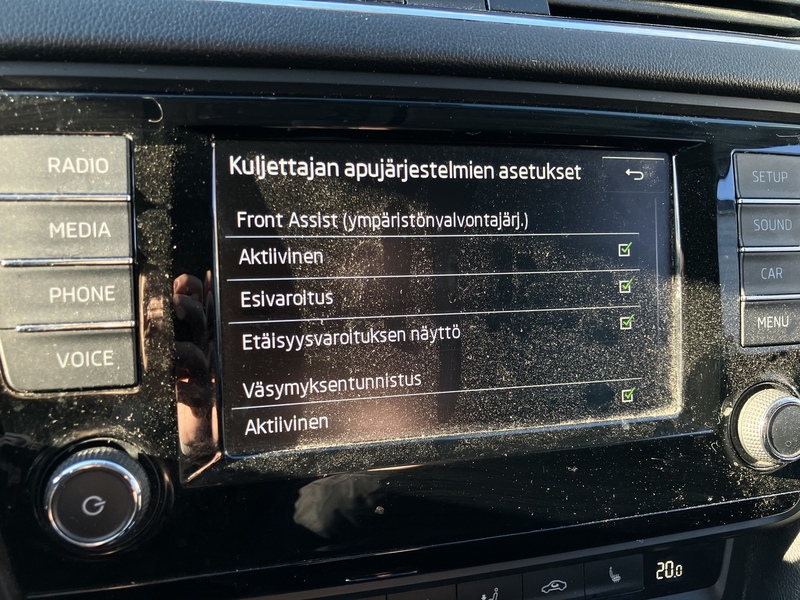 RADIO
MEDIA
PHONE
VOICE
Kuljettajan apujärjestelmien asetukset
Front Assist (ympäristönvalvontajärj.)
Aktiivinen
Esivaroitus
Etäisyysvaroituksen näyttö
Väsymyksentunnistus
Aktiivinen
SETUP
SOUND
CAR
MENU
20.0